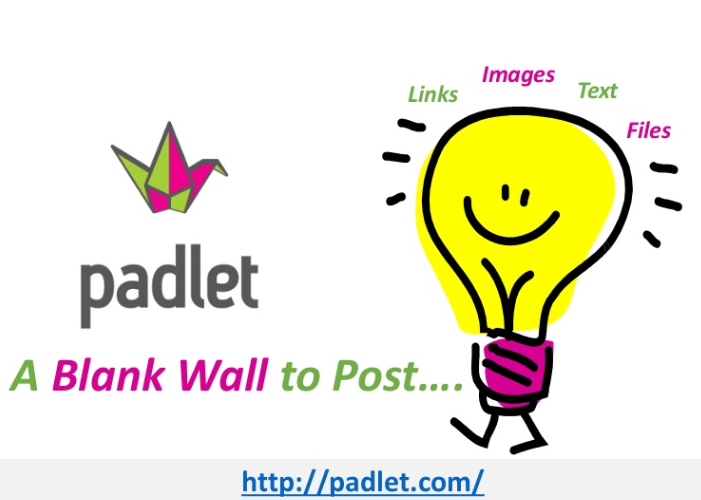 Images
Links
Text
Files
padlet
A Blank Wall to Post....
http://padlet.com/